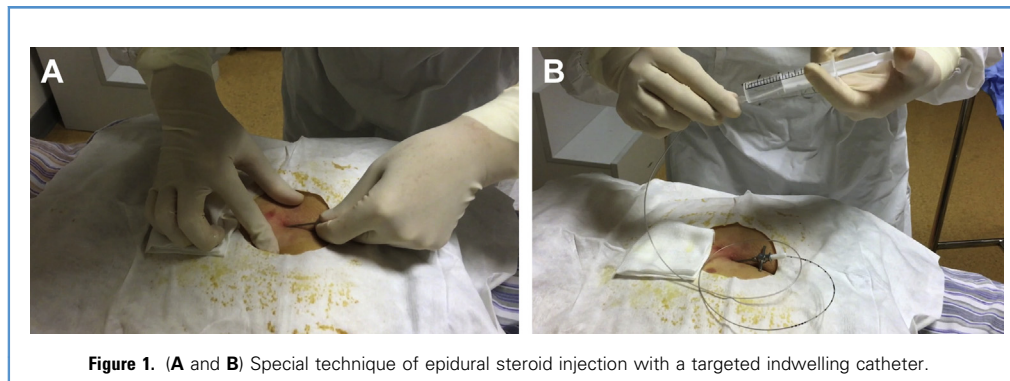 A
B
Figure 1. (A and B) Special technique of epidural steroid injection with a targeted indwelling catheter.